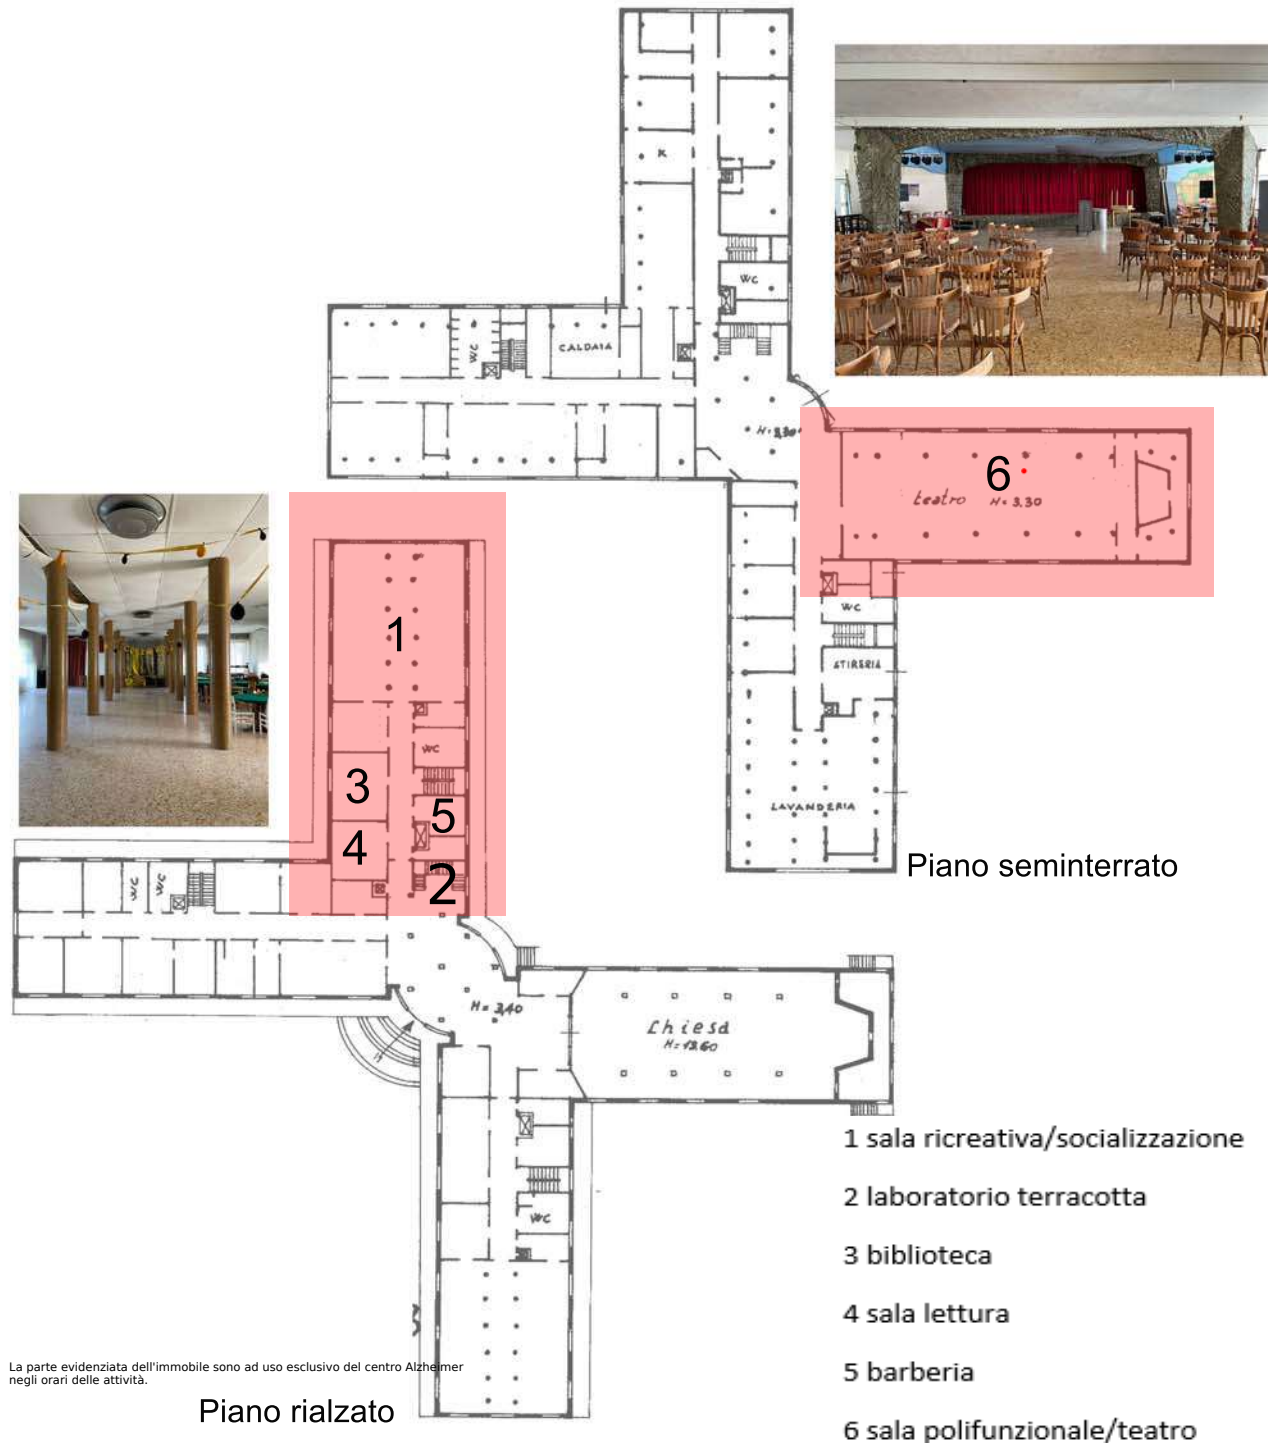 K
WC
WC
CALDAIA
H=3,30
6
teatro H=3.30
WC
STIRERIA
LAVANDERIA
Piano seminterrato
1
WC
3
5
4
2
WC
WC
H=3,40
Chiesa
H=12.60
WC
1 sala ricreativa/socializzazione
2 laboratorio terracotta
3 biblioteca
4 sala lettura
5 barberia
6 sala polifunzionale/teatro
La parte evidenziata dell'immobile sono ad uso esclusivo del centro Alzheimer
negli orari delle attività.
Piano rialzato